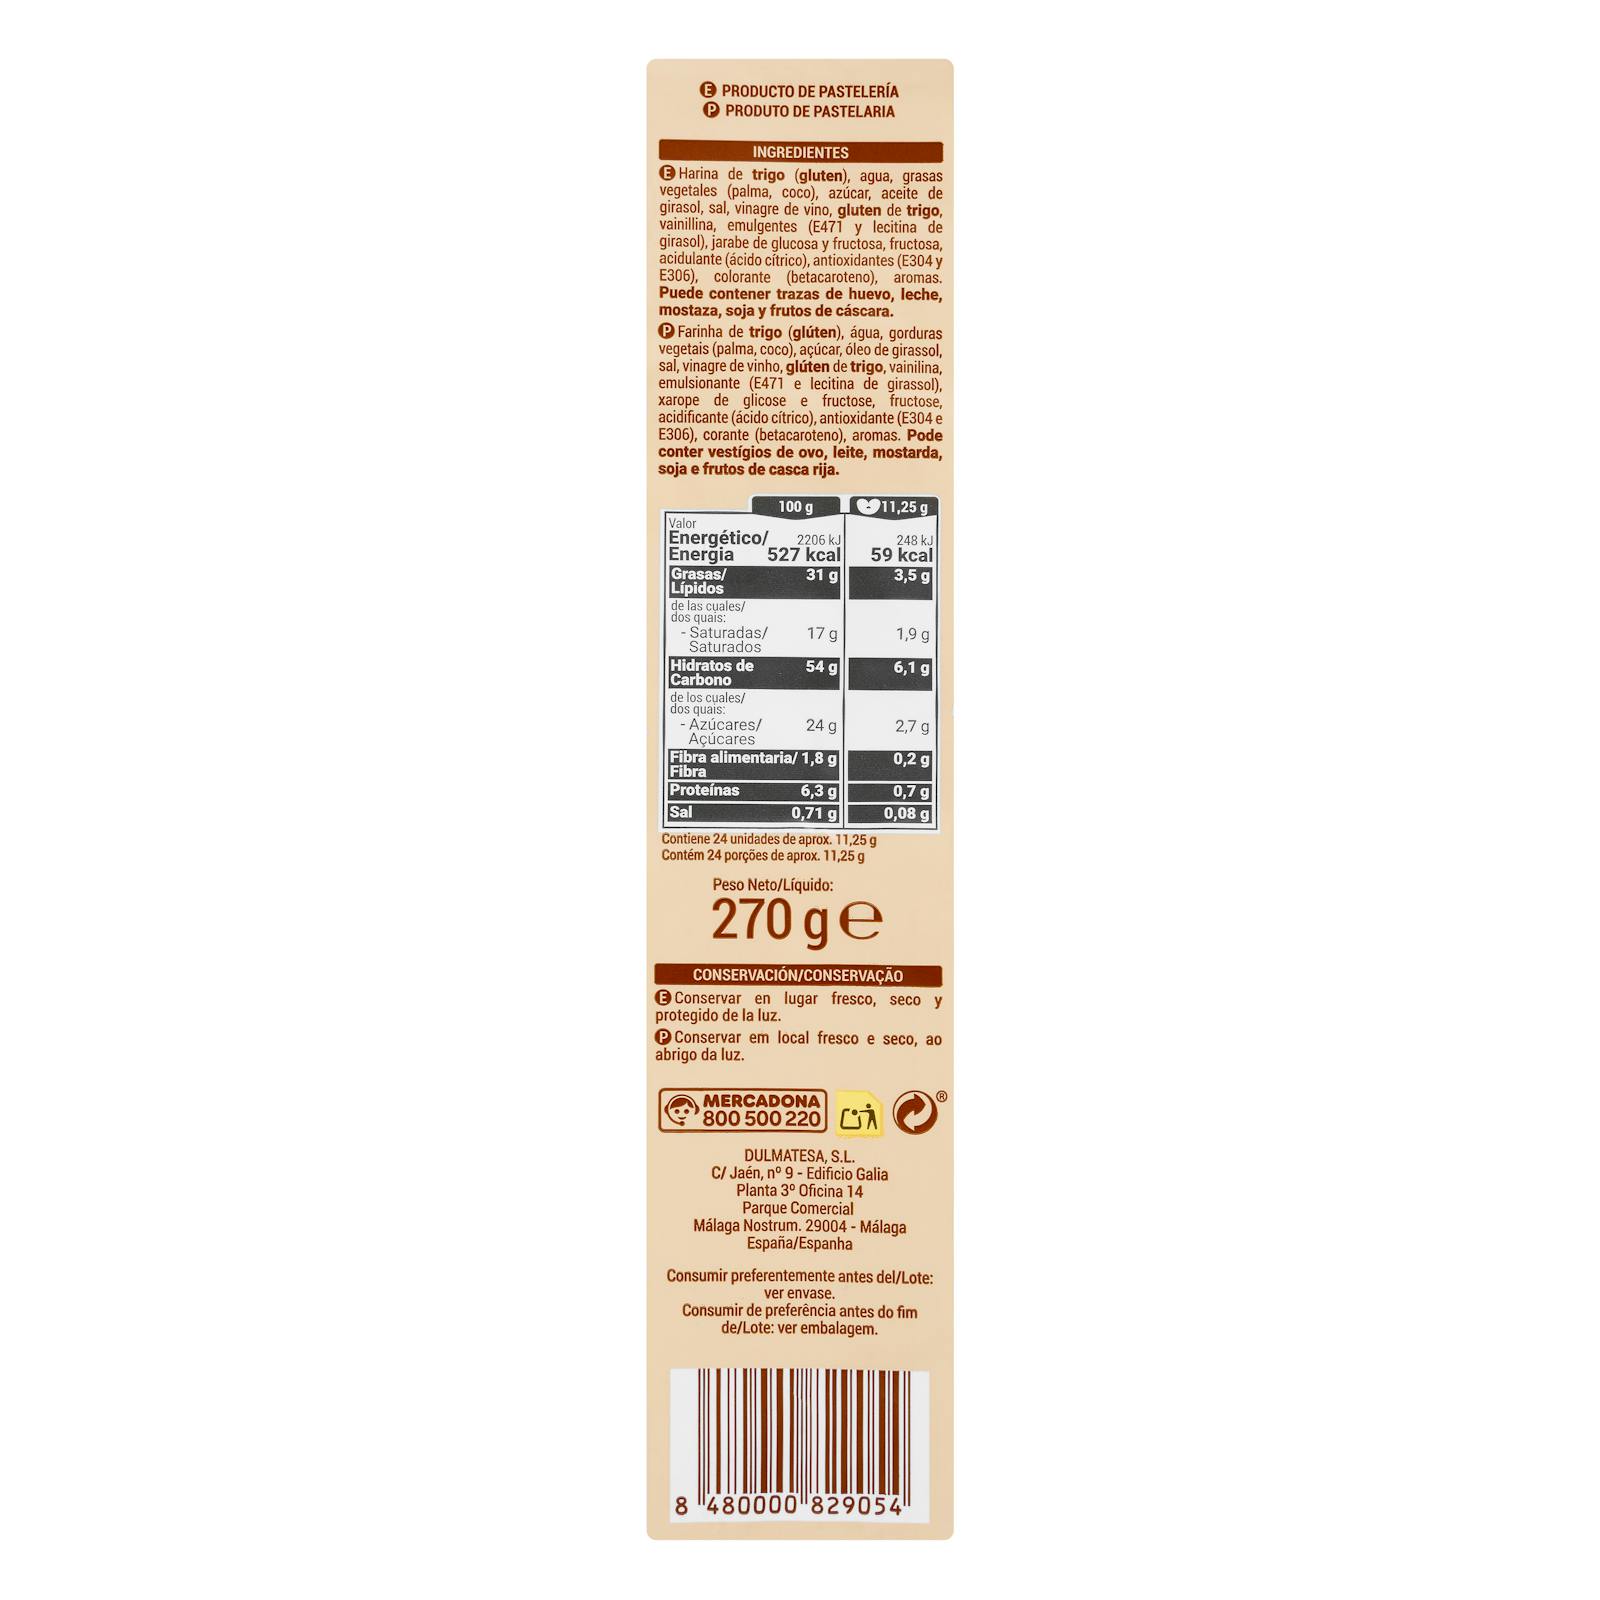 E PRODUCTO DE PASTELERÍA
P PRODUTO DE PASTELARIA
INGREDIENTES
E Harina de trigo (gluten), agua, grasas
vegetales (palma, coco), azúcar, aceite de
girasol, sal, vinagre de vino, gluten de trigo,
vainillina, emulgentes (E471 y lecitina de
girasol), jarabe de glucosa y fructosa, fructosa,
acidulante (ácido cítrico), antioxidantes (E304 y
E306), colorante (betacaroteno), aromas.
Puede contener trazas de huevo, leche,
mostaza, soja y frutos de cáscara.
P Farinha de trigo (glúten), água, gorduras
vegetais (palma, coco), açúcar, óleo de girassol,
sal, vinagre de vinho, glúten de trigo, vainilina,
emulsionante (E471 e lecitina de girassol),
xarope de glicose e fructose, fructose,
acidificante (ácido cítrico), antioxidante (E304 e
E306), corante (betacaroteno), aromas. Pode
conter vestígios de ovo, leite, mostarda,
soja e frutos de casca rija.
100 g 11,25 g
Valor
Energético/ 2206 kJ 248 kJ
Energia 527 kcal 59 kcal
Grasas/ 31 g 3,5 g
Lípidos
de las cuales/
dos quais:
- Saturadas/ 17 g 1,9 g
Saturados
Hidratos de 54 g 6,1 g
Carbono
de los cuales/
dos quais:
- Azúcares/ 24 g 2,7 g
Açúcares
Fibra alimentaria/ 1,8 g 0,2 g
Fibra
Proteínas 6,3 g 0,7 g
Sal 0,71 g 0,08 g
Contiene 24 unidades de aprox. 11,25 g
Contém 24 porções de aprox. 11,25 g
Peso Neto/Líquido:
270 g e
CONSERVACIÓN/CONSERVAÇÃO
E Conservar en lugar fresco, seco y
protegido de la luz.
P Conservar em local fresco e seco, ao
abrigo da luz.
MERCADONA
800 500 220
®
DULMATESA, S.L.
C/ Jaén, nº 9 - Edificio Galia
Planta 3º Oficina 14
Parque Comercial
Málaga Nostrum. 29004 - Málaga
España/Espanha
Consumir preferentemente antes del/Lote:
ver envase.
Consumir de preferência antes do fim
de/Lote: ver embalagem.
8 480000 829054